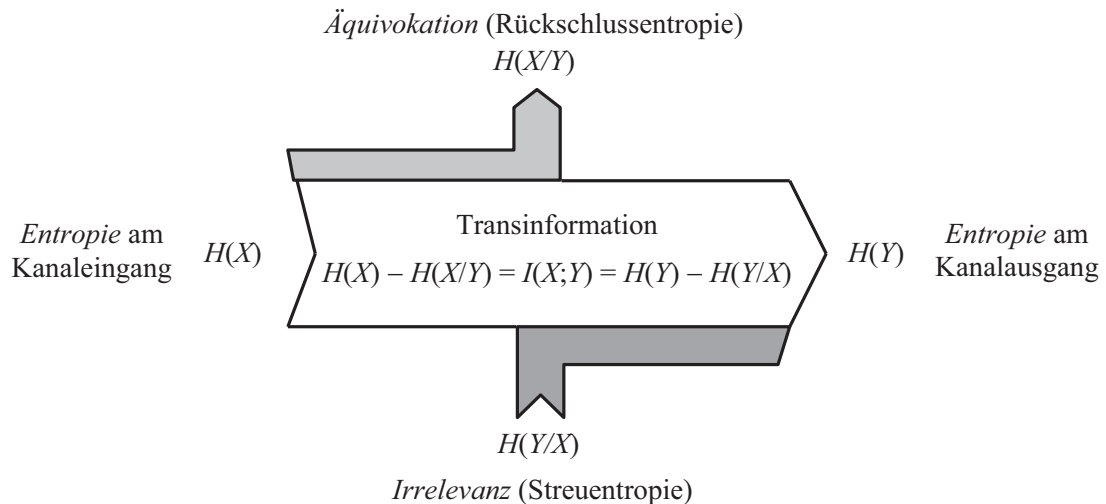 Äquivokation (Rückschlussentropie)
H(X/Y)
Transinformation
Entropie am
Kanaleingang
H(X)
H(X) – H(X/Y) = I(X;Y) = H(Y) – H(Y/X)
H(Y)
Entropie am
Kanalausgang
H(Y/X)
Irrelevanz (Streuentropie)